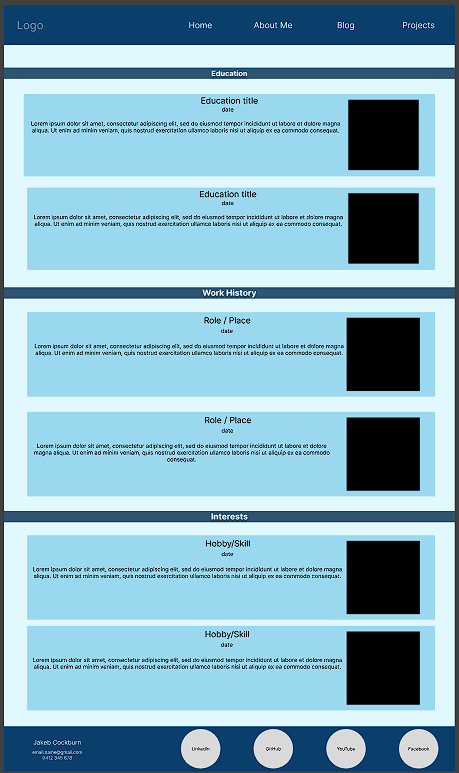 Logo Home About Me Blog Projects
Education
Education title
date
Lorem ipsum dolor sit amet, consectetur adipiscing elit, sed do eiusmod tempor incididunt ut labore et dolore magna
aliqua. Ut enim ad minim veniam, quis nostrud exercitation ullamco laboris nisi ut aliquip ex ea commodo consequat.
Education title
date
Lorem ipsum dolor sit amet, consectetur adipiscing elit, sed do eiusmod tempor incididunt ut labore et dolore magna
aliqua. Ut enim ad minim veniam, quis nostrud exercitation ullamco laboris nisi ut aliquip ex ea commodo consequat.
Work History
Role / Place
date
Lorem ipsum dolor sit amet, consectetur adipiscing elit, sed do eiusmod tempor incididunt ut labore et dolore magna
aliqua. Ut enim ad minim veniam, quis nostrud exercitation ullamco laboris nisi ut aliquip ex ea commodo consequat.
Role / Place
date
Lorem ipsum dolor sit amet, consectetur adipiscing elit, sed do eiusmod tempor incididunt ut labore et dolore
magna aliqua. Ut enim ad minim veniam, quis nostrud exercitation ullamco laboris nisi ut aliquip ex ea commodo
consequat.
Interests
Hobby/Skill
date
Lorem ipsum dolor sit amet, consectetur adipiscing elit, sed do eiusmod tempor incididunt ut labore et dolore magna
aliqua. Ut enim ad minim veniam, quis nostrud exercitation ullamco laboris nisi ut aliquip ex ea commodo consequat.
Hobby/Skill
date
Lorem ipsum dolor sit amet, consectetur adipiscing elit, sed do eiusmod tempor incididunt ut labore et dolore magna
aliqua. Ut enim ad minim veniam, quis nostrud exercitation ullamco laboris nisi ut aliquip ex ea commodo consequat.
Jakeb Cockburn
email.name@gmail.com
0412 345 678
LinkedIn GitHub YouTube Facebook